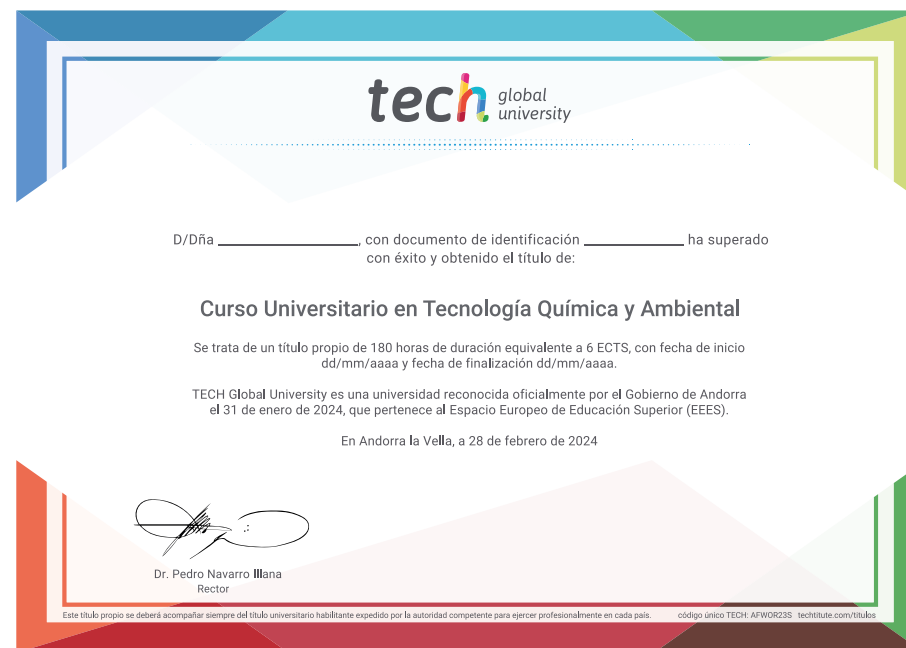 tech global university
D/Dña ______________, con documento de identificación __________ ha superado
con éxito y obtenido el título de:
Curso Universitario en Tecnología Química y Ambiental
Se trata de un título propio de 180 horas de duración equivalente a 6 ECTS, con fecha de inicio
dd/mm/aaaa y fecha de finalización dd/mm/aaaa.
TECH Global University es una universidad reconocida oficialmente por el Gobierno de Andorra
el 31 de enero de 2024, que pertenece al Espacio Europeo de Educación Superior (EEES).
En Andorra la Vella, a 28 de febrero de 2024
Dr. Pedro Navarro Illana
Rector
Este título propio se deberá acompañar siempre del título universitario habilitante expedido por la autoridad competente para ejercer profesionalmente en cada país. código único TECH: AFWOR23S techtitute.com/titulos